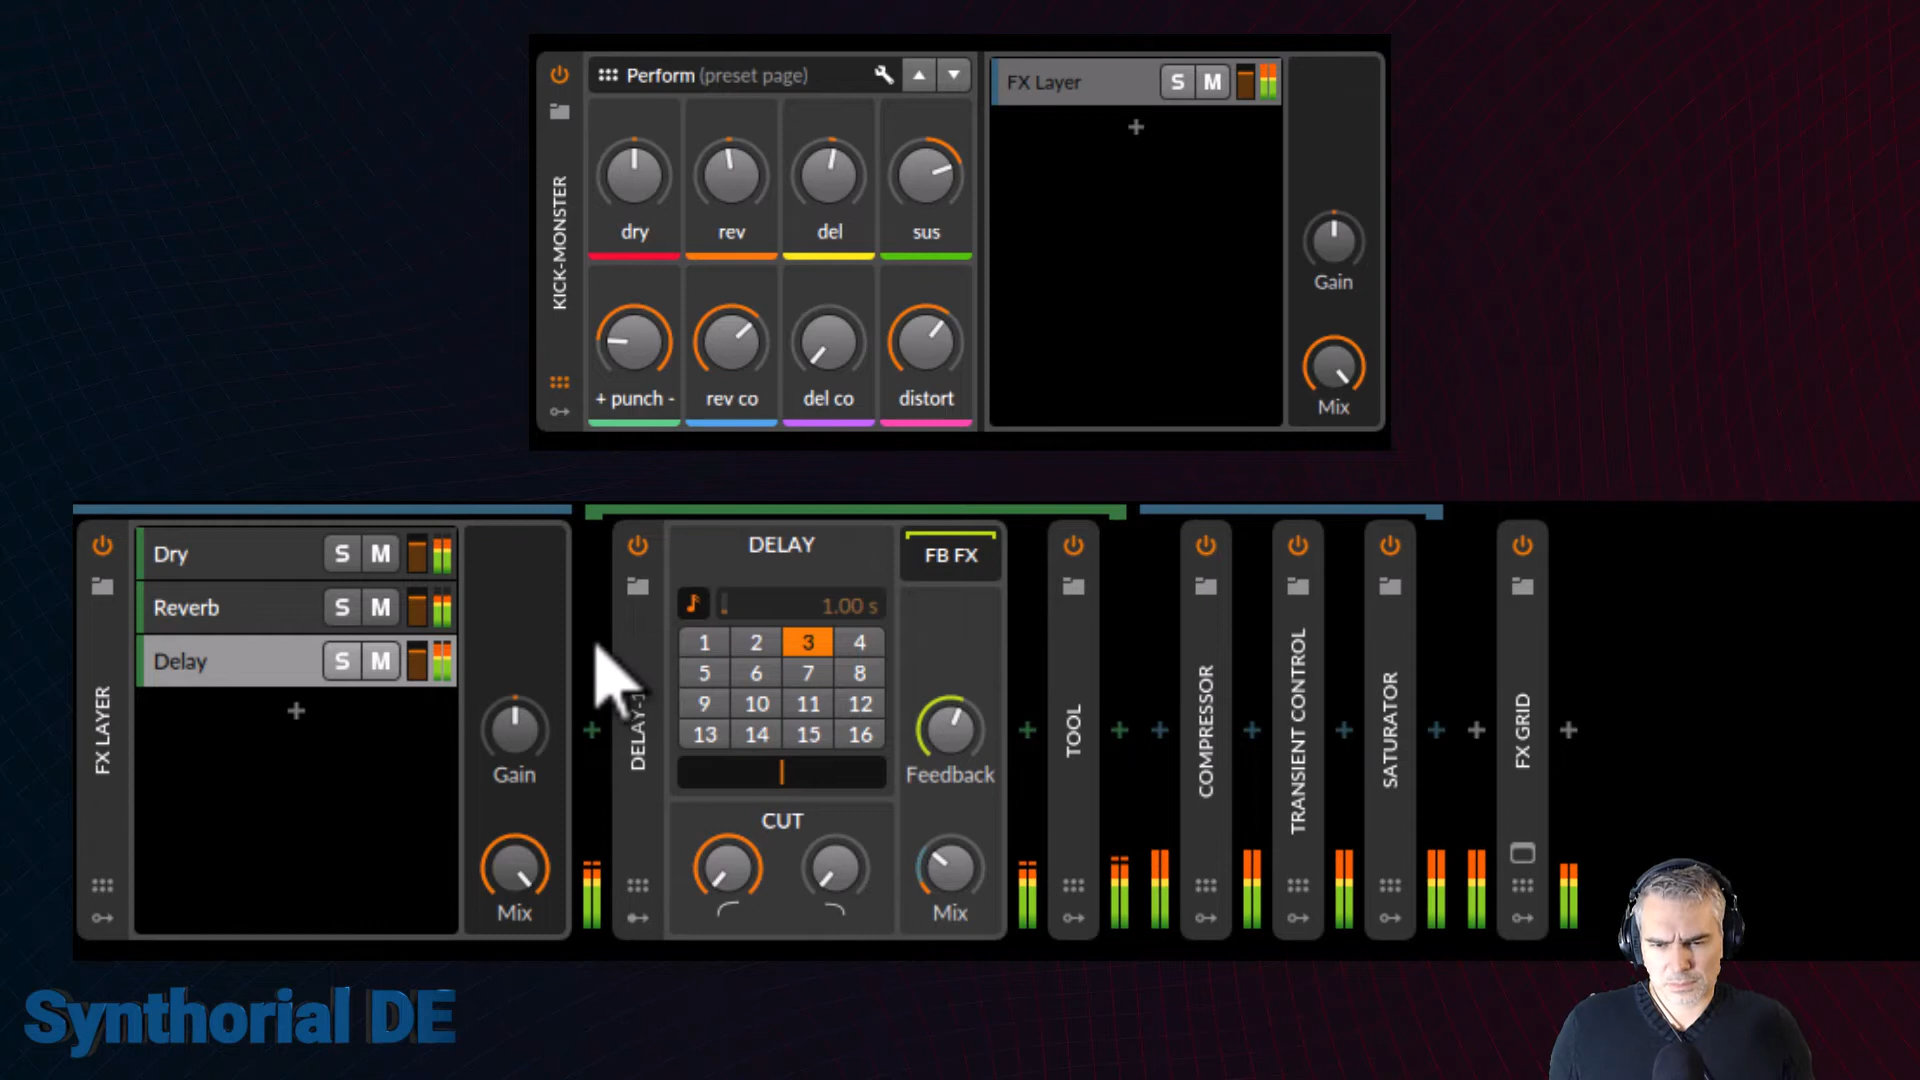 Perform (preset page)
KICK-MONSTER
dry
rev
del
sus
+ punch -
rev co
del co
distort
FX Layer
S M
Gain
Mix
FX LAYER
Dry
S M
Reverb
S M
Delay
S M
Gain
Mix
DELAY-1
DELAY
1.00 s
1 2 3 4
5 6 7 8
9 10 11 12
13 14 15 16
CUT
FB FX
Feedback
Mix
TOOL
COMPRESSOR
TRANSIENT CONTROL
SATURATOR
FX GRID
Synthorial DE